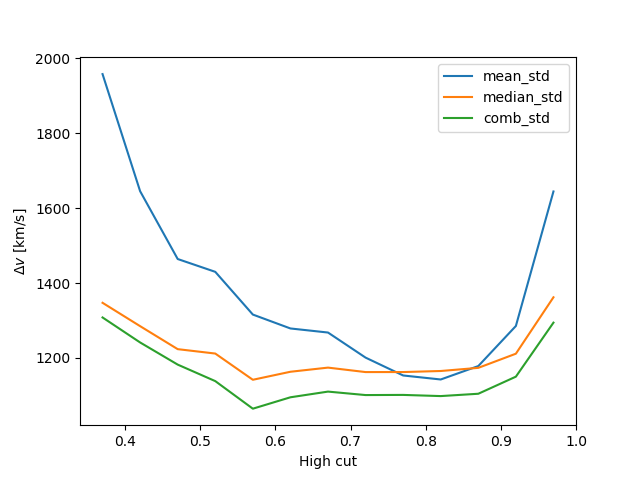 2000
1800
1600
1400
1200
Δv [km/s]
mean_std
median_std
comb_std
0.4 0.5 0.6 0.7 0.8 0.9 1.0
High cut